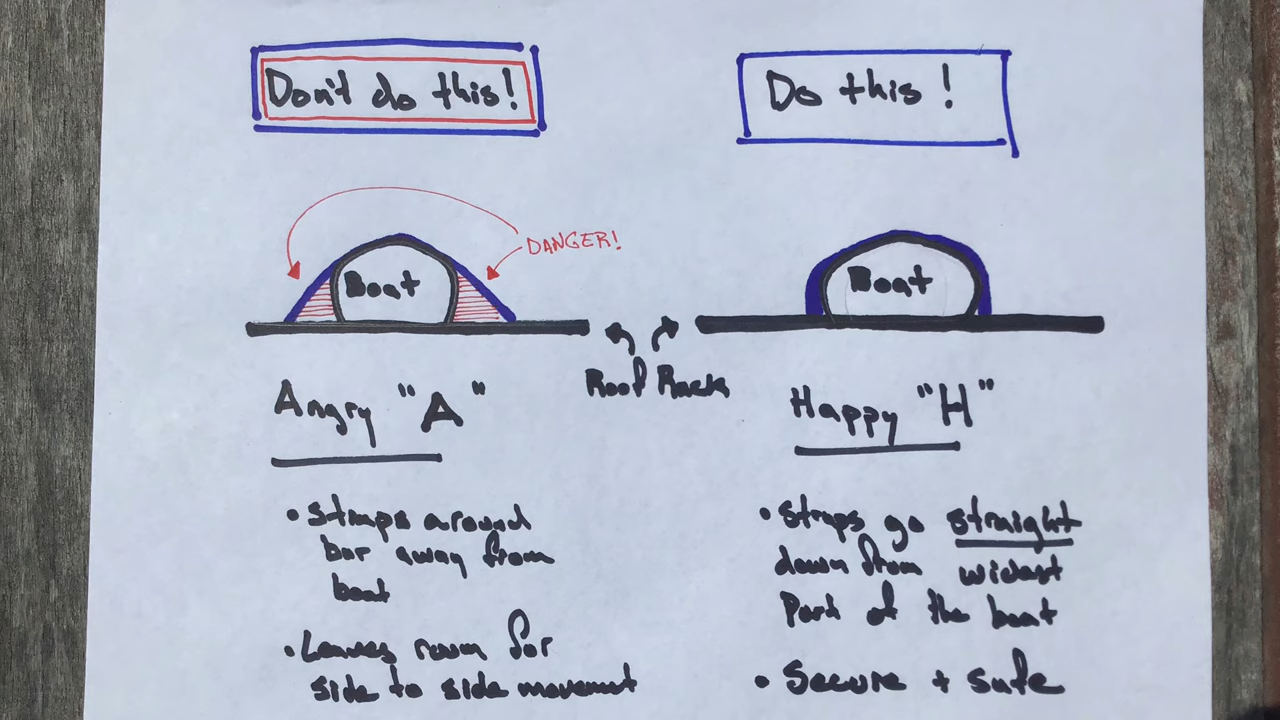 Don't do this!
Do this!
DANGER!
Boat
Boat
Roof Rack
Angry "A"
Happy "H"
• Straps around
bar away from
boat
• Leaves room for
side to side movement
• Straps go straight
down from widest
Part of the boat
• Secure + safe